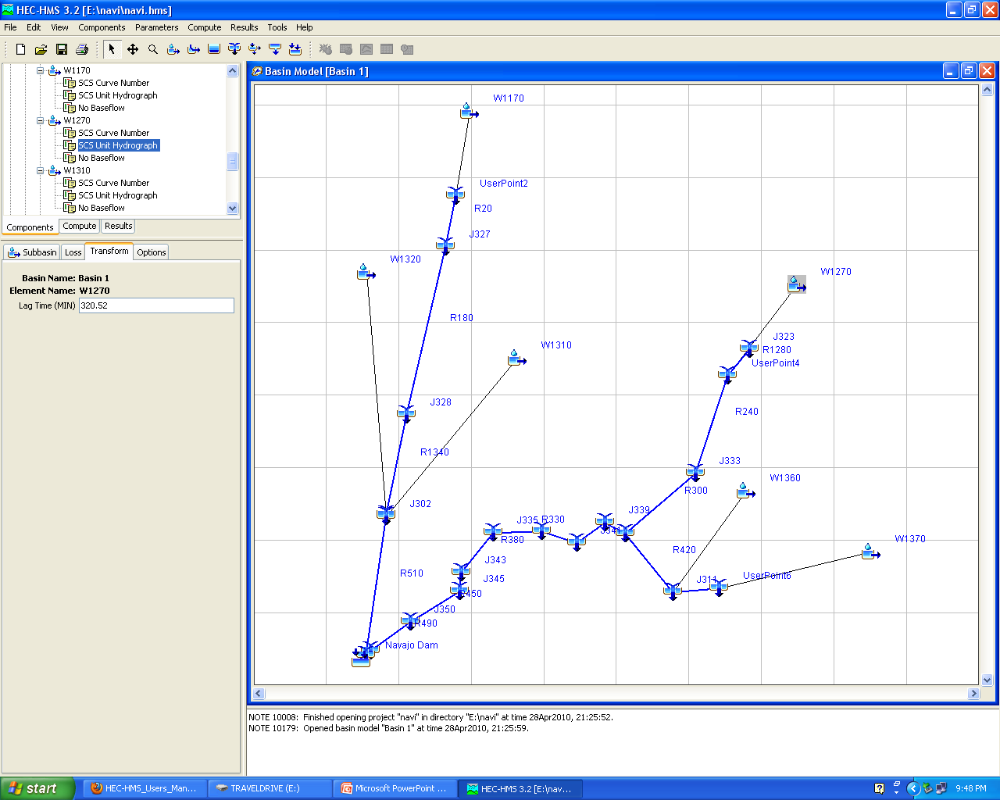 HEC-HMS 3.2 [E:\navi\navi.hms]
File Edit View Components Parameters Compute Results Tools Help
W1170
SCS Curve Number
SCS Unit Hydrograph
No Baseflow
W1270
SCS Curve Number
SCS Unit Hydrograph
No Baseflow
W1310
SCS Curve Number
SCS Unit Hydrograph
No Baseflow
Components Compute Results
Subbasin Loss Transform Options
Basin Name: Basin 1
Element Name: W1270
Lag Time (MIN) 320.52
Basin Model [Basin 1]
W1170
UserPoint2
R20
J327
W1320
W1270
R180
J323
W1310
R1280
UserPoint4
J328
R240
R1340
J333
W1360
R300
J302
J339
J335 R330
J341
R380
W1370
R420
J343
R510
J345
J311
UserPoint6
R450
J350
R490
Navajo Dam
NOTE 10008: Finished opening project "navi" in directory "E:\navi" at time 28Apr2010, 21:25:52.
NOTE 10179: Opened basin model "Basin 1" at time 28Apr2010, 21:25:59.
start HEC-HMS_Users_Man... TRAVELDRIVE (E:) Microsoft PowerPoint ... HEC-HMS 3.2 [E:\nav... 9:48 PM